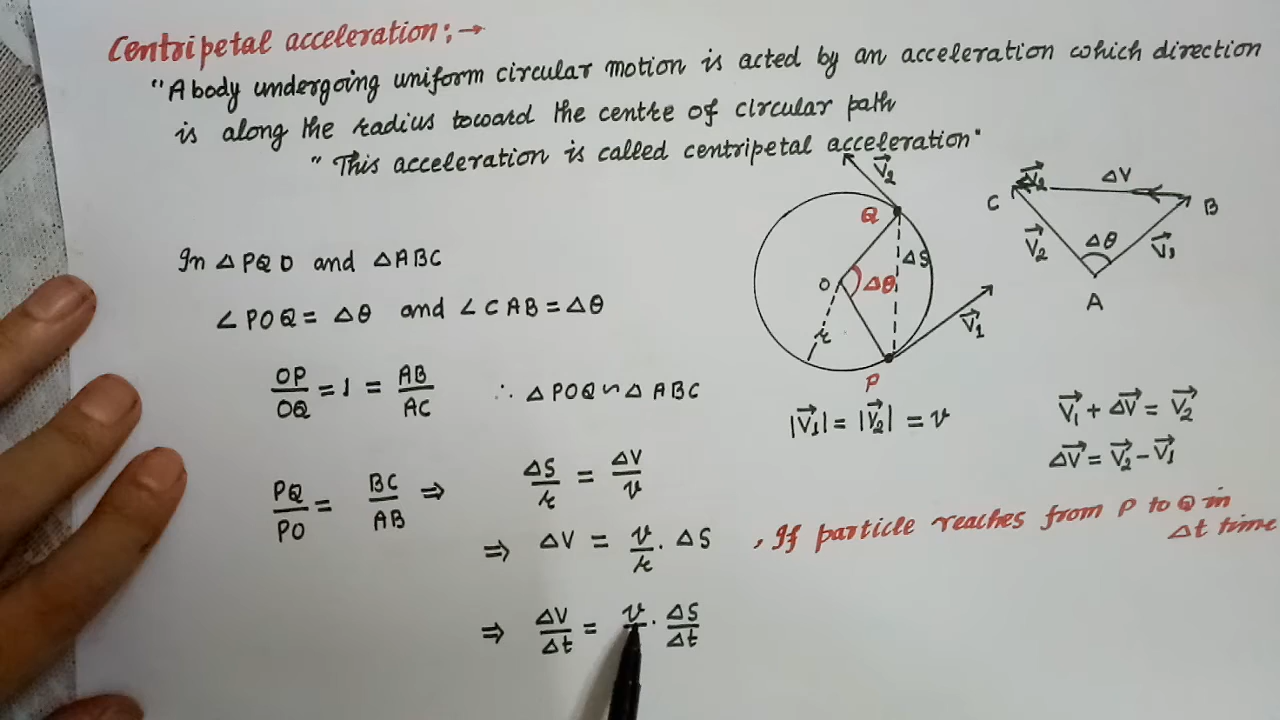 Centripetal acceleration:→
"A body undergoing uniform circular motion is acted by an acceleration which direction
is along the radius toward the centre of circular path
"This acceleration is called centripetal acceleration"
In △PQO and △ABC
∠POQ = Δθ and ∠CAB = Δθ
OP/OQ = 1 = AB/AC ∴ △POQ ∽ △ABC
PQ/PO = BC/AB ⇒ ΔS/r = ΔV/v
⇒ ΔV = v/r · ΔS , If particle reaches from P to Q in
Δt time
⇒ ΔV/Δt = v · ΔS/Δt
V⃗2
Q
ΔS
O
Δθ
r
V⃗1
P
|V⃗1| = |V⃗2| = v
ΔV
C
B
V⃗2
Δθ
V⃗1
A
V⃗1 + ΔV⃗ = V⃗2
ΔV⃗ = V⃗2 - V⃗1